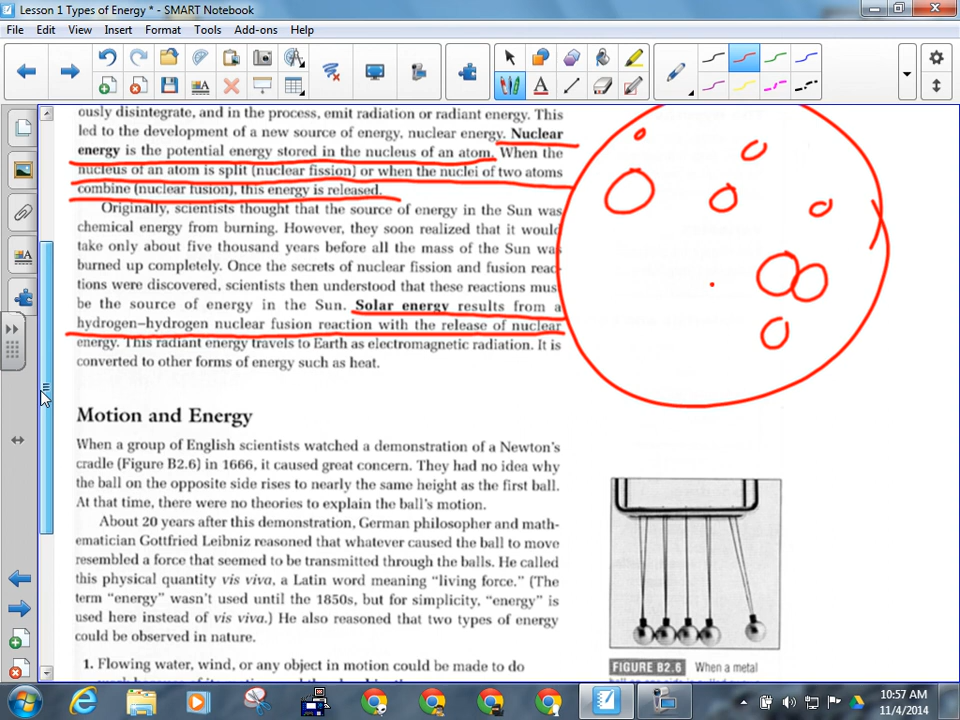 Lesson 1 Types of Energy * - SMART Notebook
File Edit View Insert Format Tools Add-ons Help
ously disintegrate, and in the process, emit radiation or radiant energy. This
led to the development of a new source of energy, nuclear energy. Nuclear
energy is the potential energy stored in the nucleus of an atom. When the
nucleus of an atom is split (nuclear fission) or when the nuclei of two atoms
combine (nuclear fusion), this energy is released.
Originally, scientists thought that the source of energy in the Sun was
chemical energy from burning. However, they soon realized that it would
take only about five thousand years before all the mass of the Sun was
burned up completely. Once the secrets of nuclear fission and fusion reac-
tions were discovered, scientists then understood that these reactions must
be the source of energy in the Sun. Solar energy results from a
hydrogen–hydrogen nuclear fusion reaction with the release of nuclear
energy. This radiant energy travels to Earth as electromagnetic radiation. It is
converted to other forms of energy such as heat.
Motion and Energy
When a group of English scientists watched a demonstration of a Newton's
cradle (Figure B2.6) in 1666, it caused great concern. They had no idea why
the ball on the opposite side rises to nearly the same height as the first ball.
At that time, there were no theories to explain the ball's motion.
About 20 years after this demonstration, German philosopher and math-
ematician Gottfried Leibniz reasoned that whatever caused the ball to move
resembled a force that seemed to be transmitted through the balls. He called
this physical quantity vis viva, a Latin word meaning "living force." (The
term "energy" wasn't used until the 1850s, but for simplicity, "energy" is
used here instead of vis viva.) He also reasoned that two types of energy
could be observed in nature.
1. Flowing water, wind, or any object in motion could be made to do
FIGURE B2.6 When a metal
10:57 AM
11/4/2014